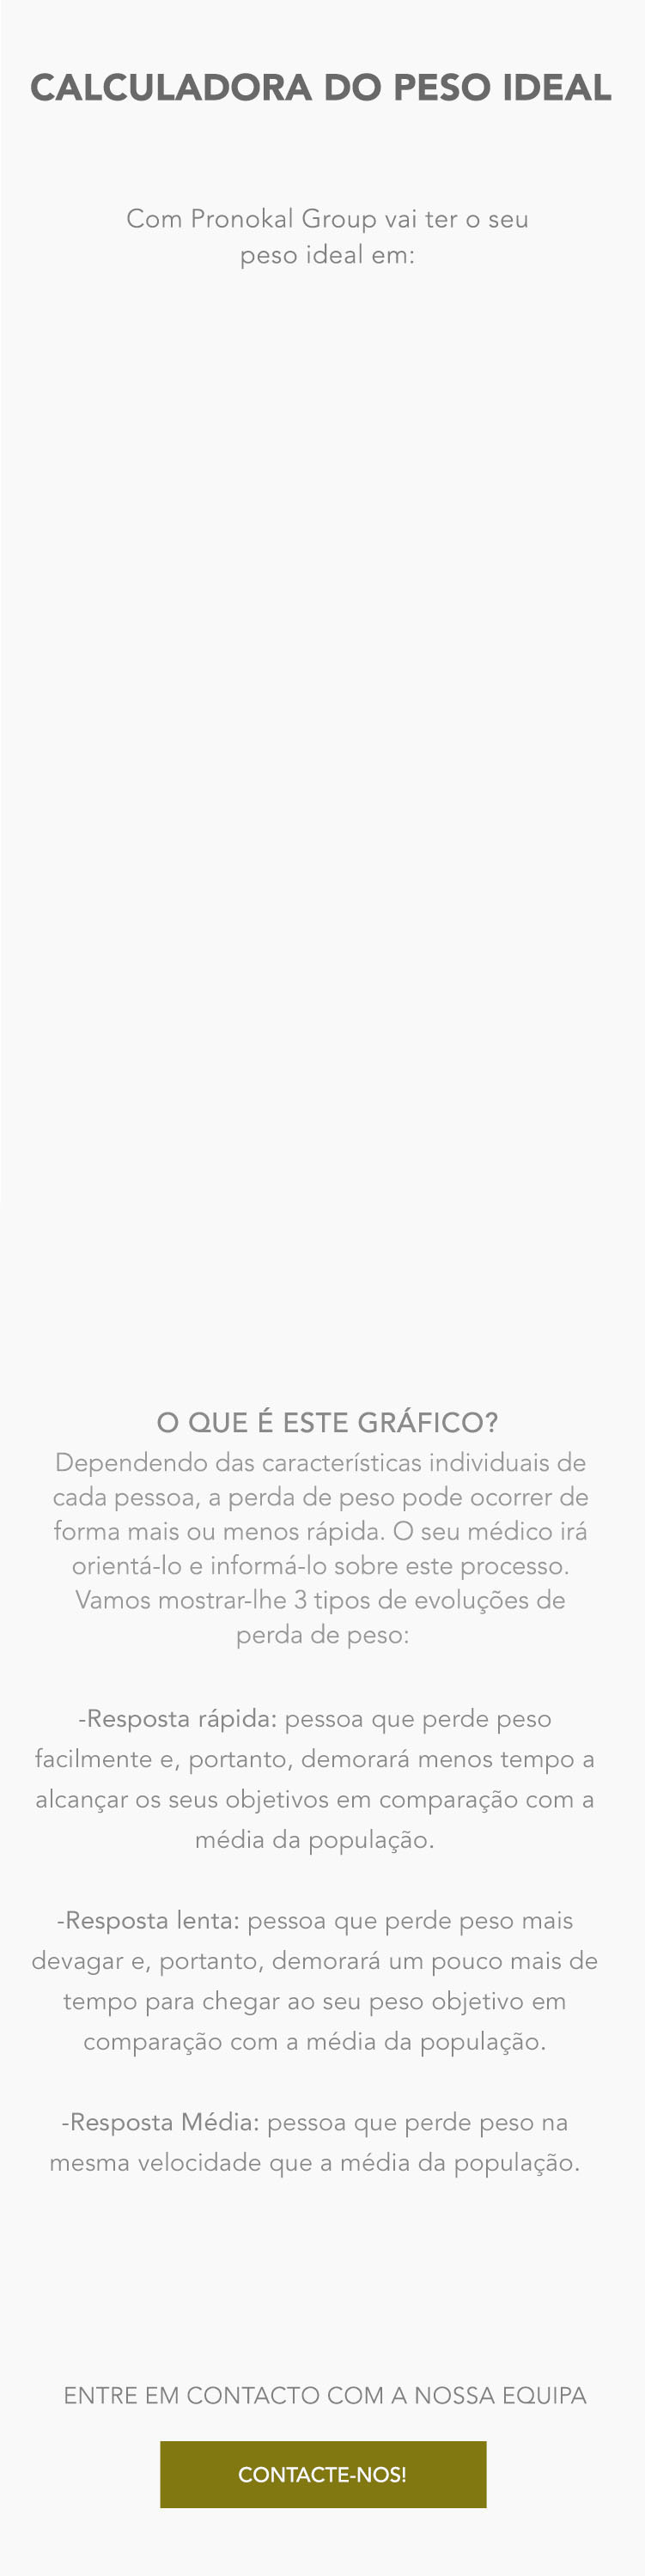 CALCULADORA DO PESO IDEAL
Com Pronokal Group vai ter o seu
peso ideal em:
O QUE É ESTE GRÁFICO?
Dependendo das características individuais de
cada pessoa, a perda de peso pode ocorrer de
forma mais ou menos rápida. O seu médico irá
orientá-lo e informá-lo sobre este processo.
Vamos mostrar-lhe 3 tipos de evoluções de
perda de peso:
-Resposta rápida: pessoa que perde peso
facilmente e, portanto, demorará menos tempo a
alcançar os seus objetivos em comparação com a
média da população.
-Resposta lenta: pessoa que perde peso mais
devagar e, portanto, demorará um pouco mais de
tempo para chegar ao seu peso objetivo em
comparação com a média da população.
-Resposta Média: pessoa que perde peso na
mesma velocidade que a média da população.
ENTRE EM CONTACTO COM A NOSSA EQUIPA
CONTACTE-NOS!